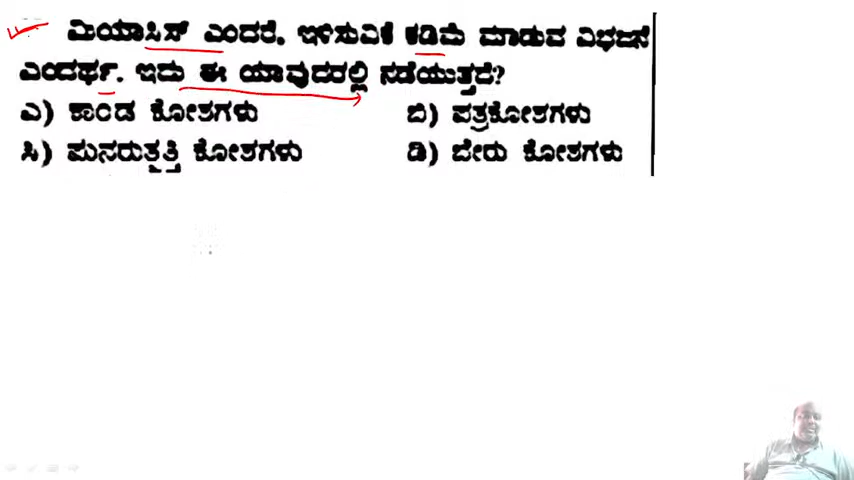 ಮಿಯಾಸಿಸ್ ಎಂದರೆ. ಇಳಿಸುವಿಕೆ ಕಡಿಮೆ ಮಾಡುವ ವಿಭಜನೆ
ಎಂದರ್ಥ. ಇದು ಈ ಯಾವುದರಲ್ಲಿ ನಡೆಯುತ್ತದೆ?
ಎ) ಕಾಂಡ ಕೋಶಗಳು ಬಿ) ಪತ್ರಕೋಶಗಳು
ಸಿ) ಪುನರುತ್ಪತ್ತಿ ಕೋಶಗಳು ಡಿ) ಬೇರು ಕೋಶಗಳು